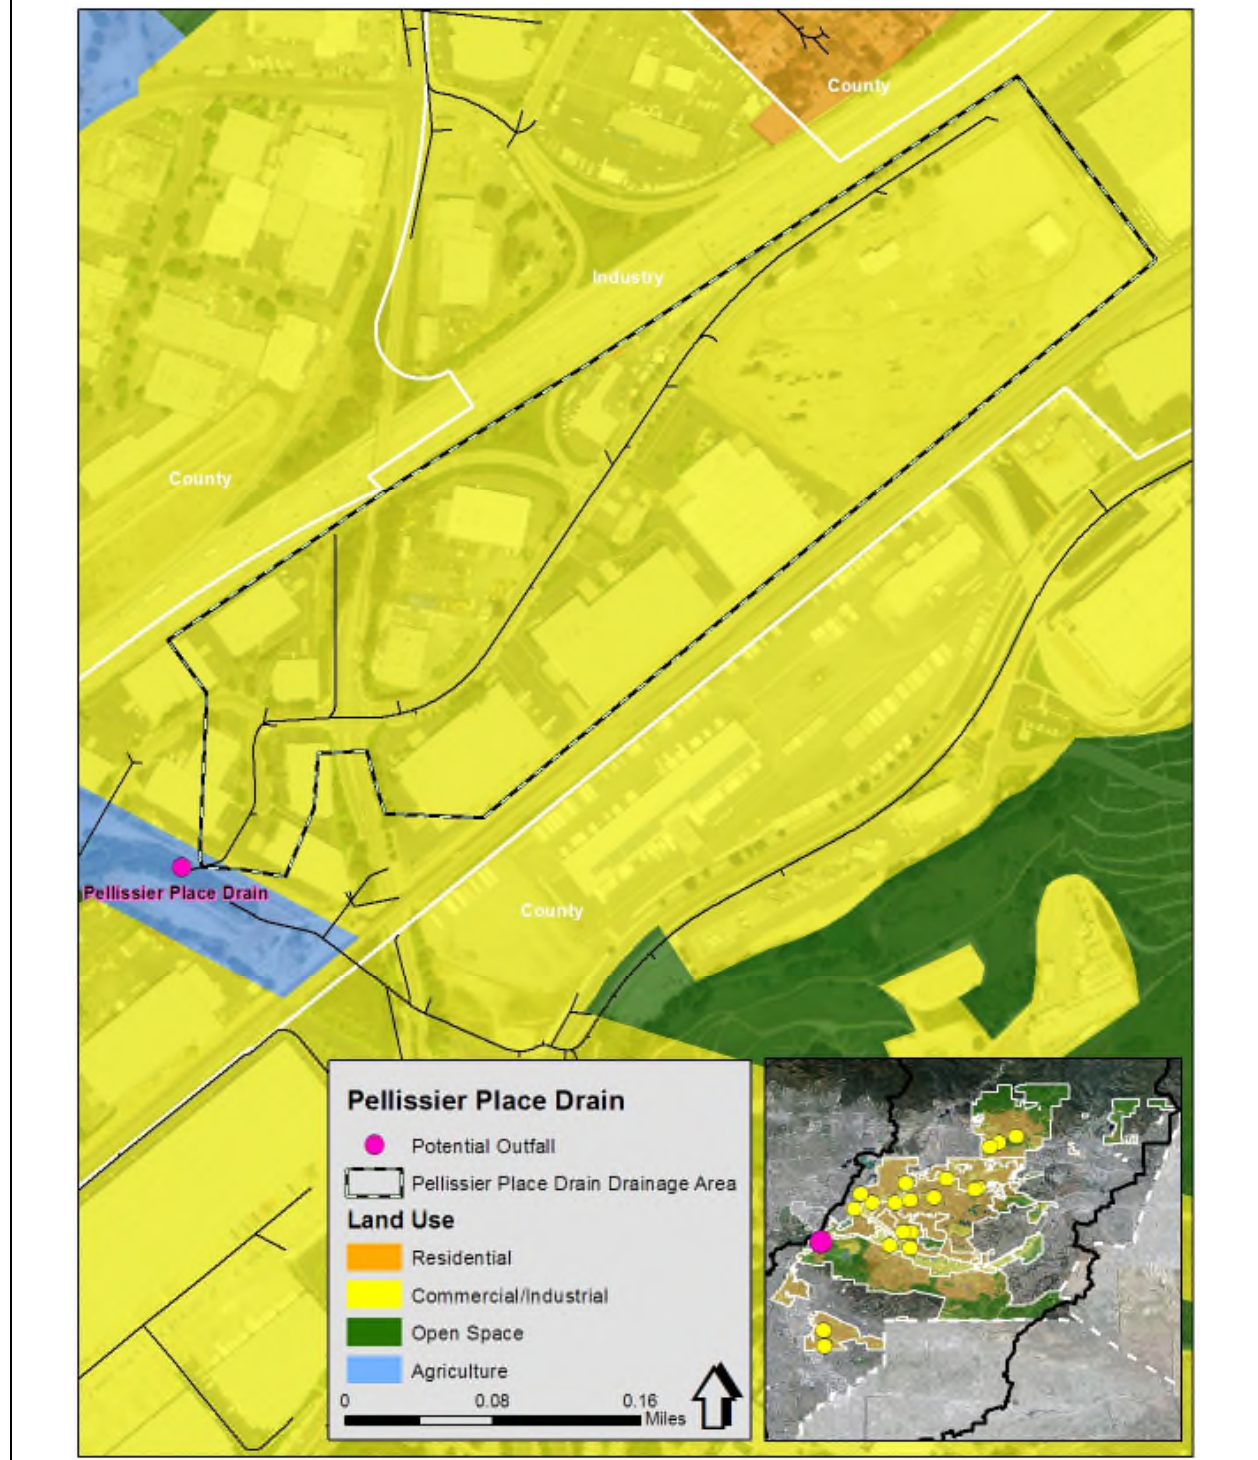 County
Industry
County
Pellissier Place Drain
County
Pellissier Place Drain
Potential Outfall
Pellissier Place Drain Drainage Area
Land Use
Residential
Commercial/Industrial
Open Space
Agriculture
0 0.08 0.16
Miles